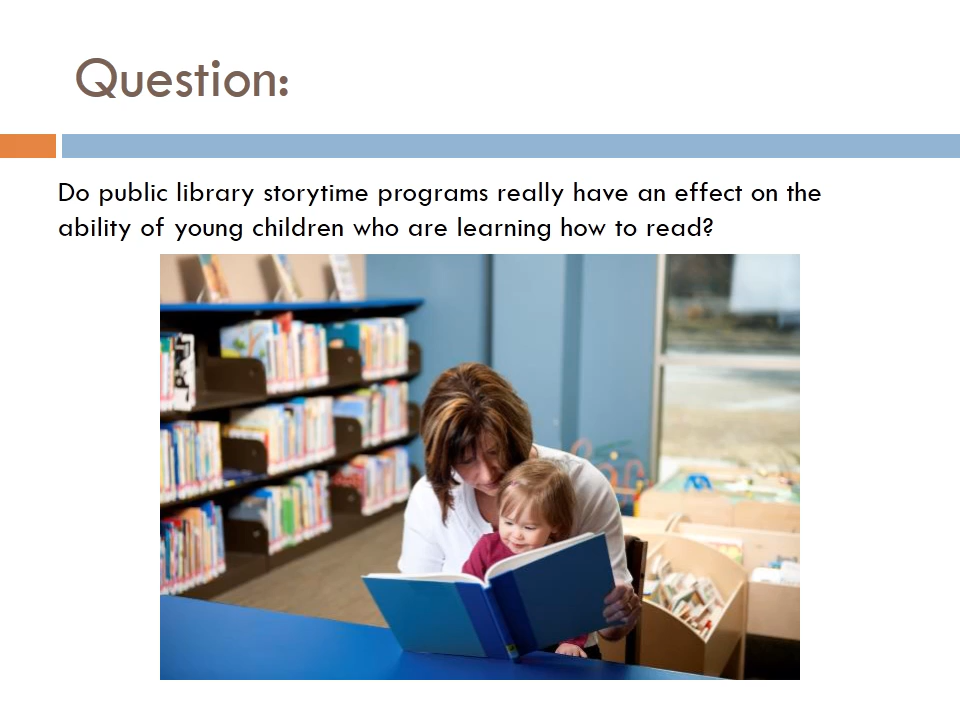 Question:
Do public library storytime programs really have an effect on the
ability of young children who are learning how to read?